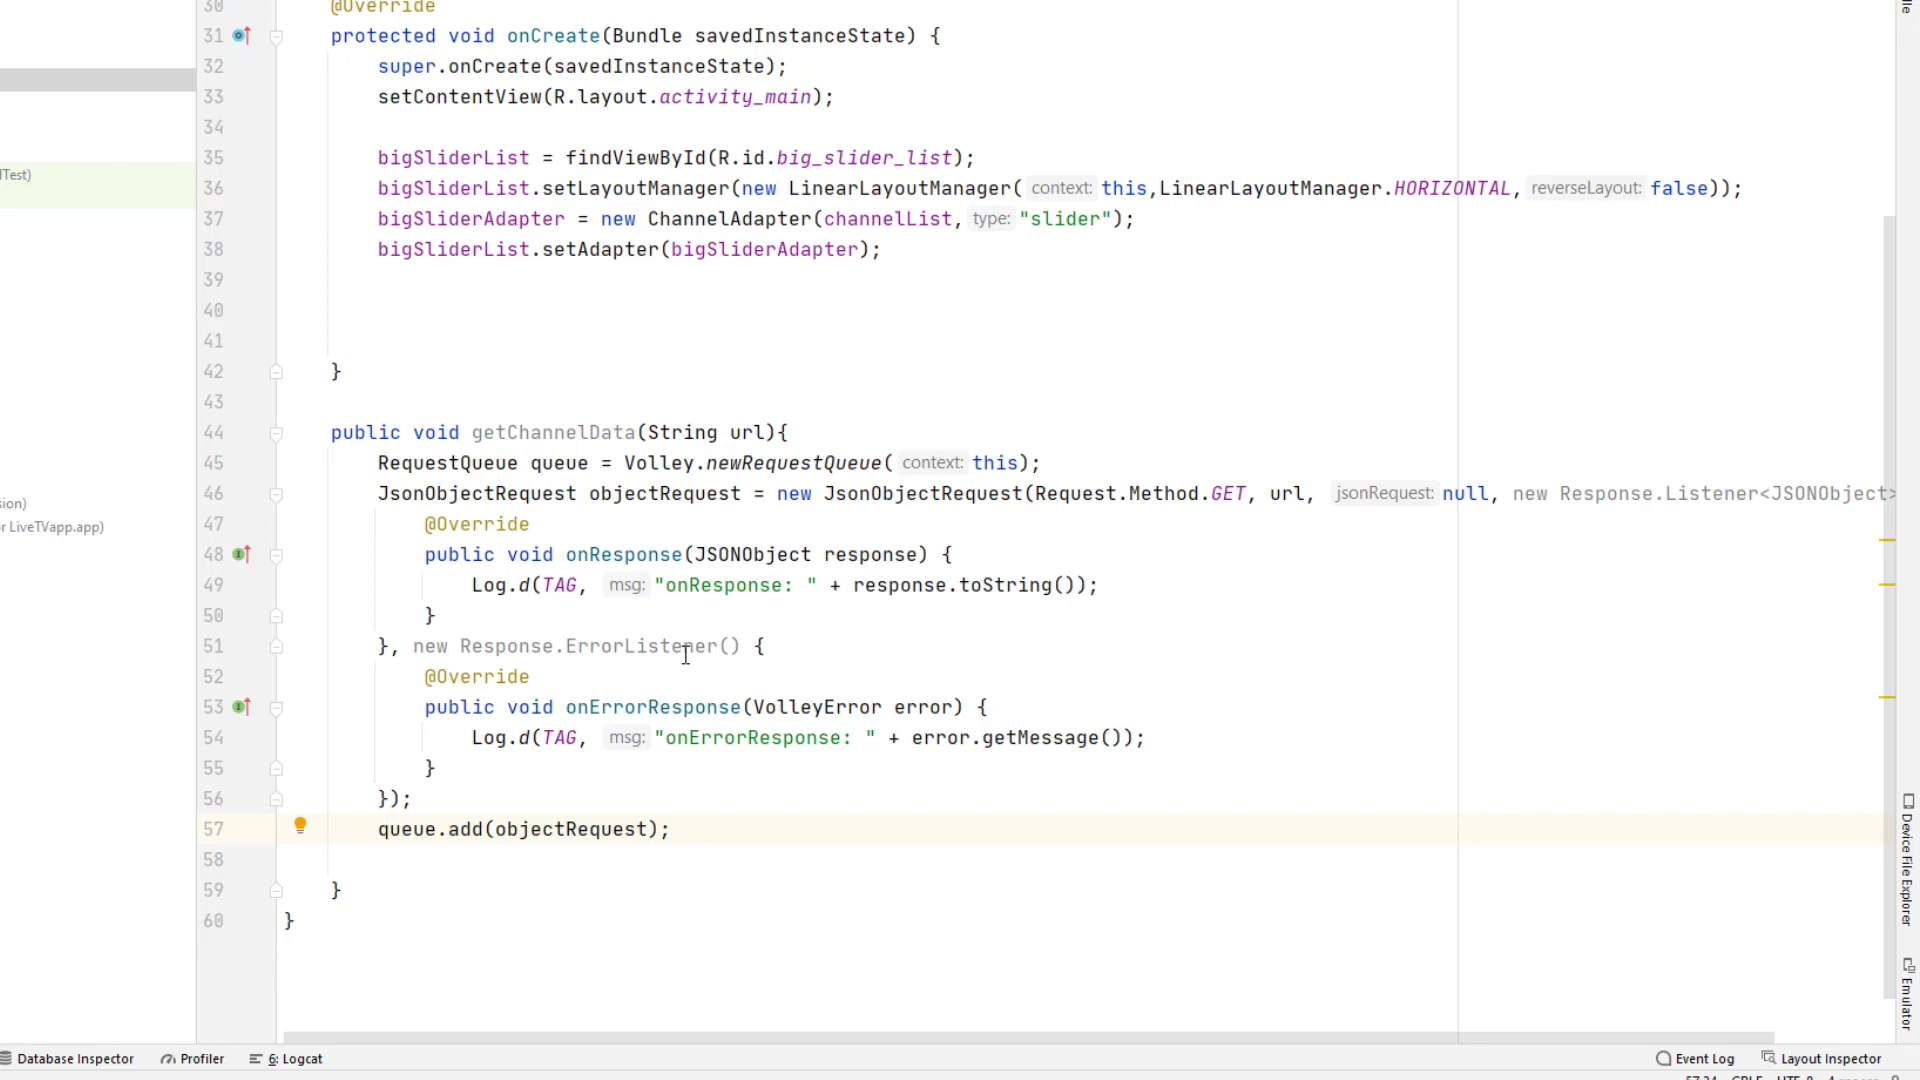 30 @Override
31 protected void onCreate(Bundle savedInstanceState) {
32 super.onCreate(savedInstanceState);
33 setContentView(R.layout.activity_main);
34
35 bigSliderList = findViewById(R.id.big_slider_list);
36 bigSliderList.setLayoutManager(new LinearLayoutManager( context: this,LinearLayoutManager.HORIZONTAL, reverseLayout: false));
37 bigSliderAdapter = new ChannelAdapter(channelList, type: "slider");
38 bigSliderList.setAdapter(bigSliderAdapter);
39
40
41
42 }
43
44 public void getChannelData(String url){
45 RequestQueue queue = Volley.newRequestQueue( context: this);
46 JsonObjectRequest objectRequest = new JsonObjectRequest(Request.Method.GET, url, jsonRequest: null, new Response.Listener<JSONObject>
47 @Override
48 public void onResponse(JSONObject response) {
49 Log.d(TAG, msg: "onResponse: " + response.toString());
50 }
51 }, new Response.ErrorListener() {
52 @Override
53 public void onErrorResponse(VolleyError error) {
54 Log.d(TAG, msg: "onErrorResponse: " + error.getMessage());
55 }
56 });
57 queue.add(objectRequest);
58
59 }
60 }
dTest)
sion)
r LiveTVapp.app)
Device File Explorer
Emulator
Database Inspector Profiler 6: Logcat Event Log Layout Inspector